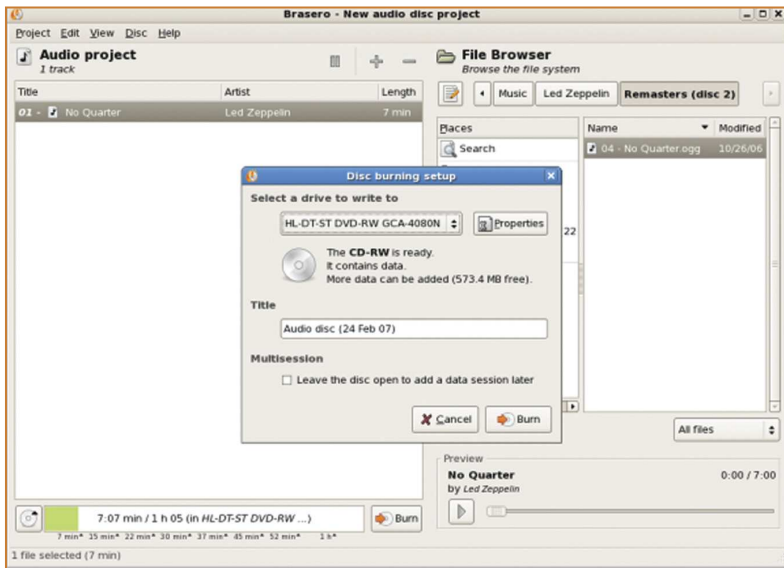 Brasero - New audio disc project
Project Edit View Disc Help
Audio project
1 track
Title Artist Length
01 - No Quarter Led Zeppelin 7 min
File Browser
Browse the file system
Music Led Zeppelin Remasters (disc 2)
Places
Search
22
Name Modified
04 - No Quarter.ogg 10/26/06
Disc burning setup
Select a drive to write to
HL-DT-ST DVD-RW GCA-4080N Properties
The CD-RW is ready.
It contains data.
More data can be added (573.4 MB free).
Title
Audio disc (24 Feb 07)
Multisession
Leave the disc open to add a data session later
Cancel Burn
All files
Preview
No Quarter 0:00 / 7:00
by Led Zeppelin
7:07 min / 1 h 05 (in HL-DT-ST DVD-RW ...) Burn
7 min* 15 min* 22 min* 30 min* 37 min* 45 min* 52 min* 1 h*
1 file selected (7 min)